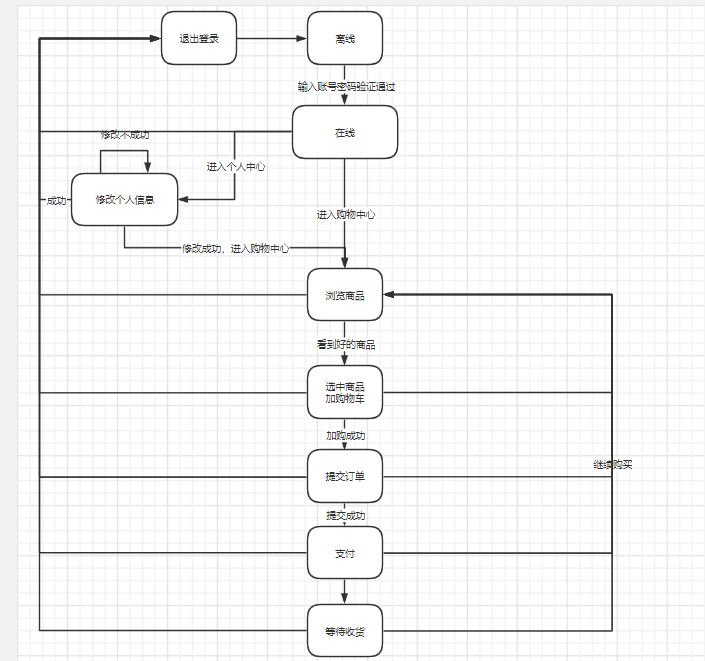 退出登录
离线
输入账号密码验证通过
在线
修改不成功
进入个人中心
成功
修改个人信息
进入购物中心
修改成功，进入购物中心
浏览商品
看到好的商品
选中商品
加购物车
加购成功
继续购买
提交订单
提交成功
支付
等待收货